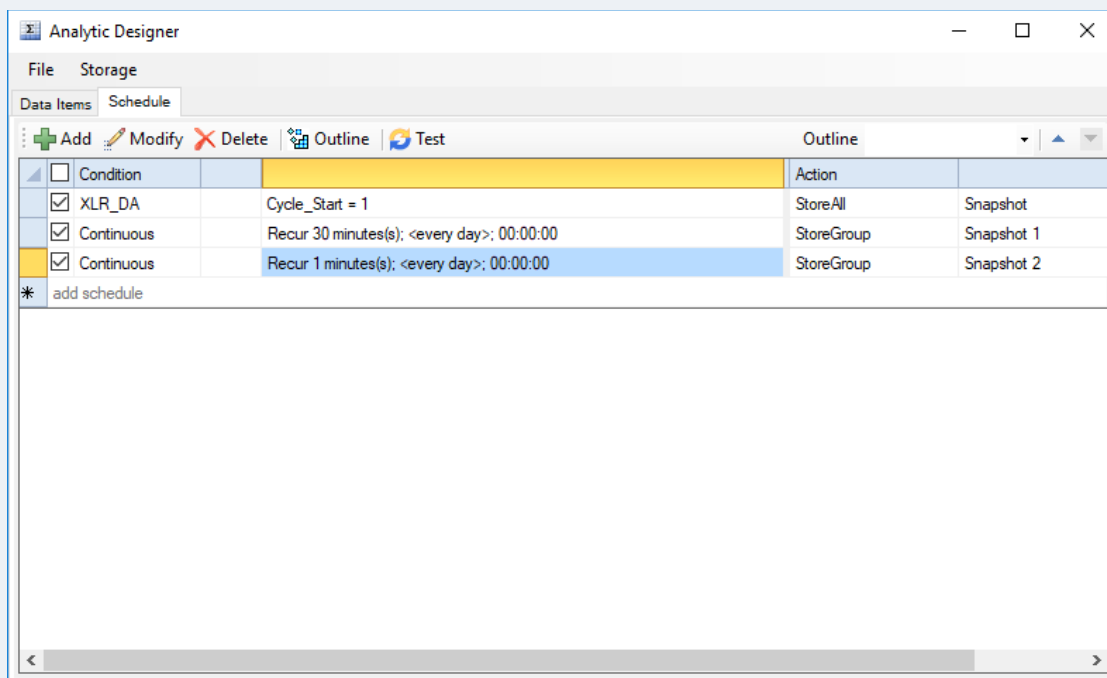 Analytic Designer
File Storage
Data Items Schedule
Add Modify Delete Outline Test Outline
Condition Action
XLR_DA Cycle_Start = 1 StoreAll Snapshot
Continuous Recur 30 minutes(s); <every day>; 00:00:00 StoreGroup Snapshot 1
Continuous Recur 1 minutes(s); <every day>; 00:00:00 StoreGroup Snapshot 2
add schedule